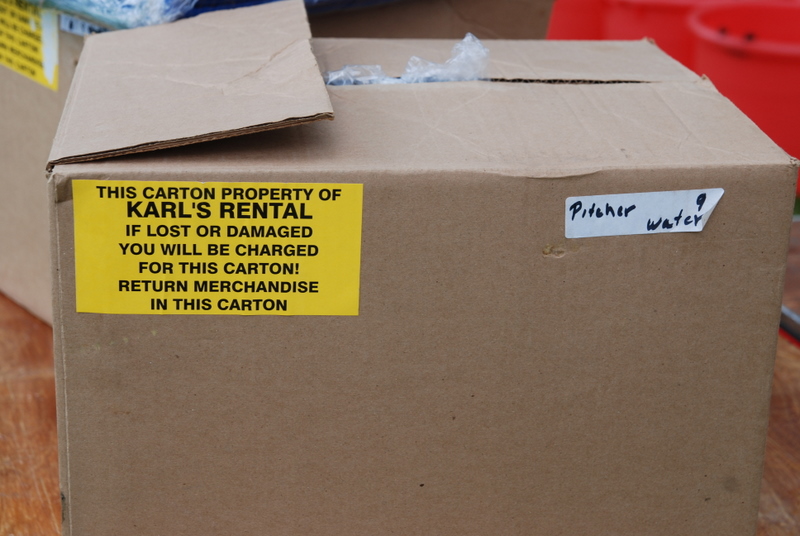 THIS CARTON PROPERTY OF
KARL'S RENTAL
IF LOST OR DAMAGED
YOU WILL BE CHARGED
FOR THIS CARTON!
RETURN MERCHANDISE
IN THIS CARTON
Pitcher 9
water